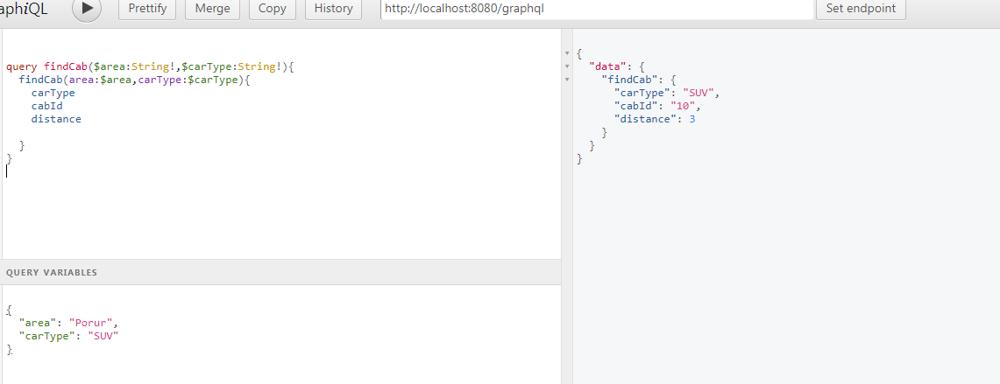 aphiQL Prettify Merge Copy History http://localhost:8080/graphql Set endpoint
query findCab($area:String!,$carType:String!){
  findCab(area:$area,carType:$carType){
    carType
    cabId
    distance
  }
}
QUERY VARIABLES
{
  "area": "Porur",
  "carType": "SUV"
}
{
  "data": {
    "findCab": {
      "carType": "SUV",
      "cabId": "10",
      "distance": 3
    }
  }
}